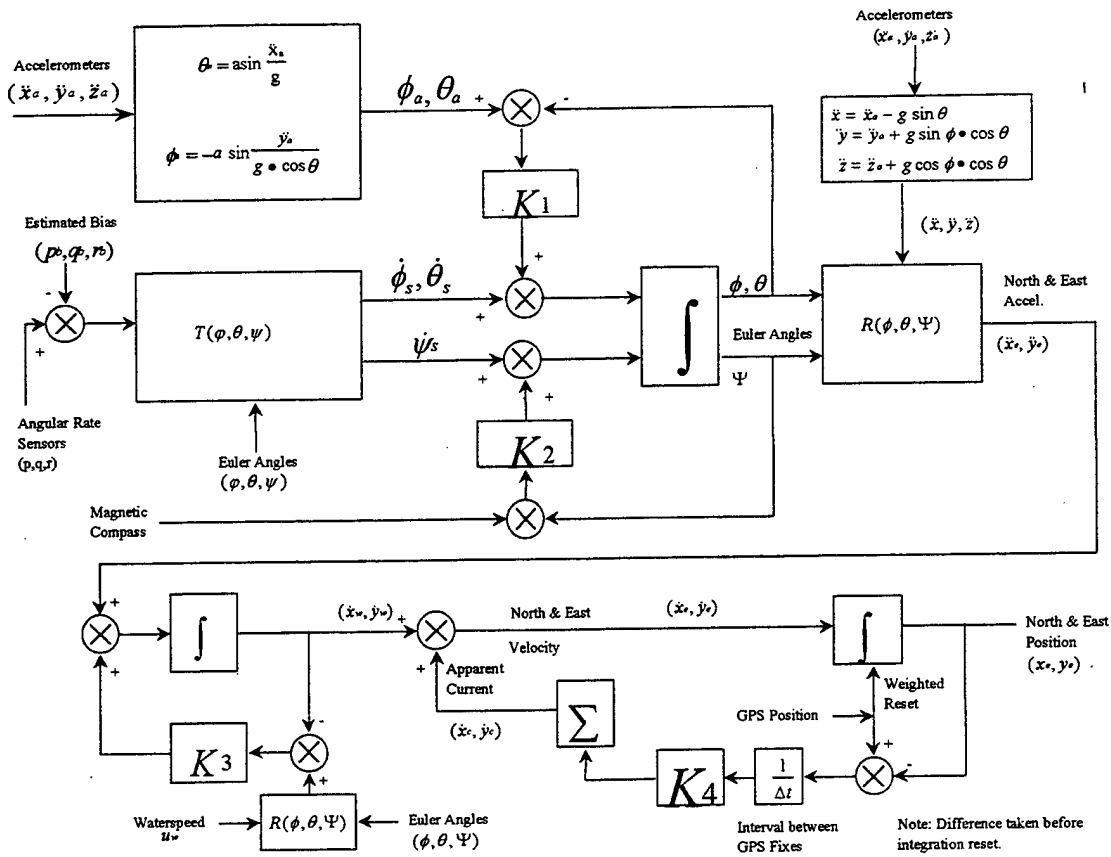 Accelerometers
(ẍa, ÿa, z̈a)
θa = asin ẍa / g
ϕa = -a sin ÿa / g • cos θ
ϕa, θa
+
-
K1
+
Accelerometers
(ẍa, ÿa, z̈a)
ẍ = ẍa - g sin θ
ÿ = ÿa + g sin ϕ • cos θ
z̈ = z̈a + g cos ϕ • cos θ
(ẍ, ÿ, z̈)
Estimated Bias
(pb, qb, rb)
-
+
Angular Rate
Sensors
(p,q,r)
T(φ,θ,ψ)
Euler Angles
(φ,θ,ψ)
ϕ̇s, θ̇s
+
ψ̇s
+
+
K2
∫
ϕ, θ
Euler Angles
Ψ
R(ϕ,θ,Ψ)
North & East
Accel.
(ẍe, ÿe)
Magnetic
Compass
+
+
∫
(ẋw, ẏw)
+
+
North & East
Velocity
(ẋe, ẏe)
∫
North & East
Position
(xe, ye)
Apparent
Current
(ẋc, ẏc)
Σ
Weighted
Reset
GPS Position
K3
-
+
K4
1 / Δt
+
-
Waterspeed
uw
R(ϕ,θ,Ψ)
Euler Angles
(ϕ,θ,Ψ)
Interval between
GPS Fixes
Note: Difference taken before
integration reset.